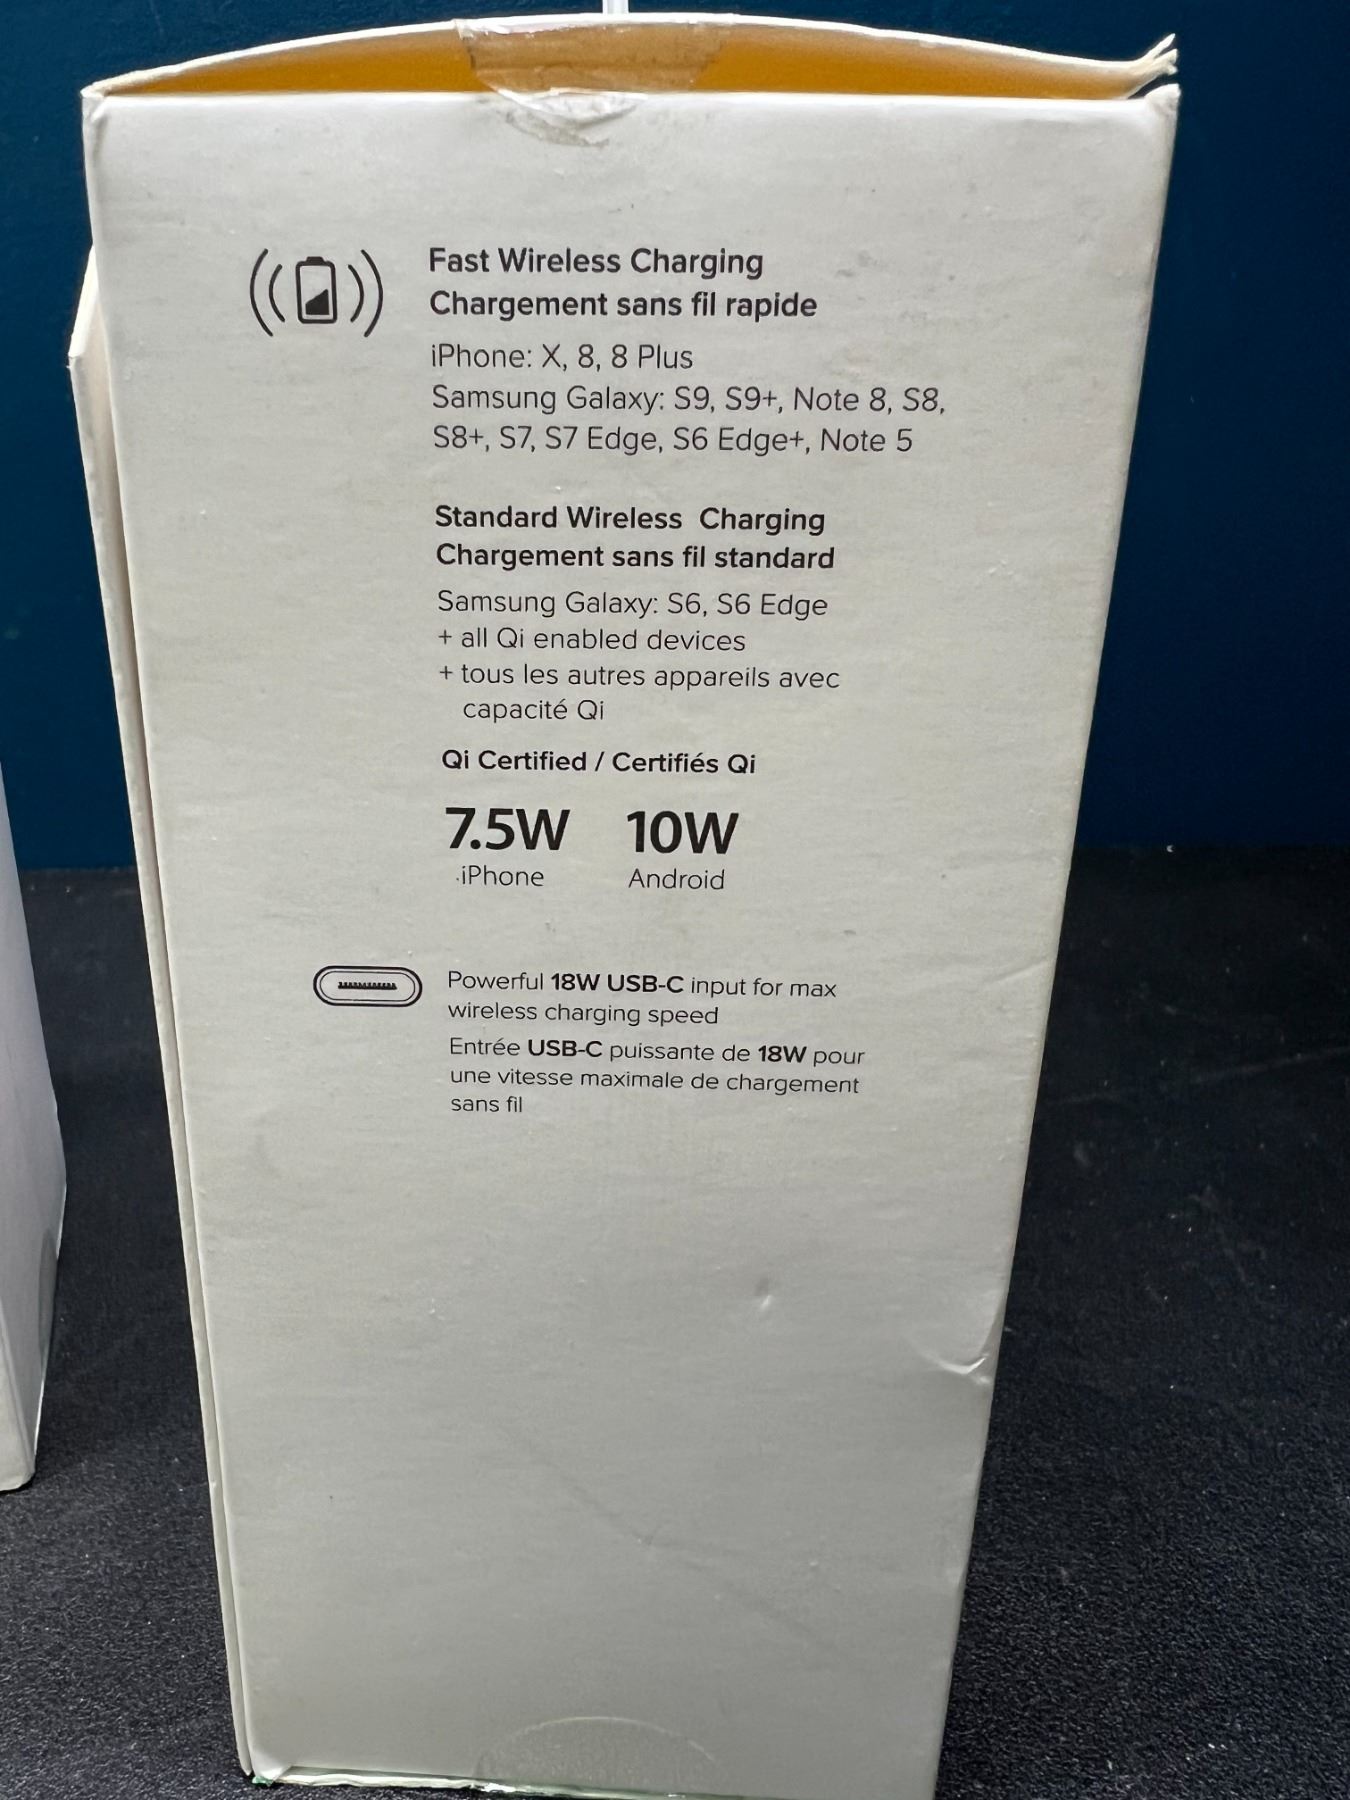 Fast Wireless Charging
Chargement sans fil rapide
iPhone: X, 8, 8 Plus
Samsung Galaxy: S9, S9+, Note 8, S8,
S8+, S7, S7 Edge, S6 Edge+, Note 5
Standard Wireless Charging
Chargement sans fil standard
Samsung Galaxy: S6, S6 Edge
+ all Qi enabled devices
+ tous les autres appareils avec
capacité Qi
Qi Certified / Certifiés Qi
7.5W 10W
iPhone Android
Powerful 18W USB-C input for max
wireless charging speed
Entrée USB-C puissante de 18W pour
une vitesse maximale de chargement
sans fil